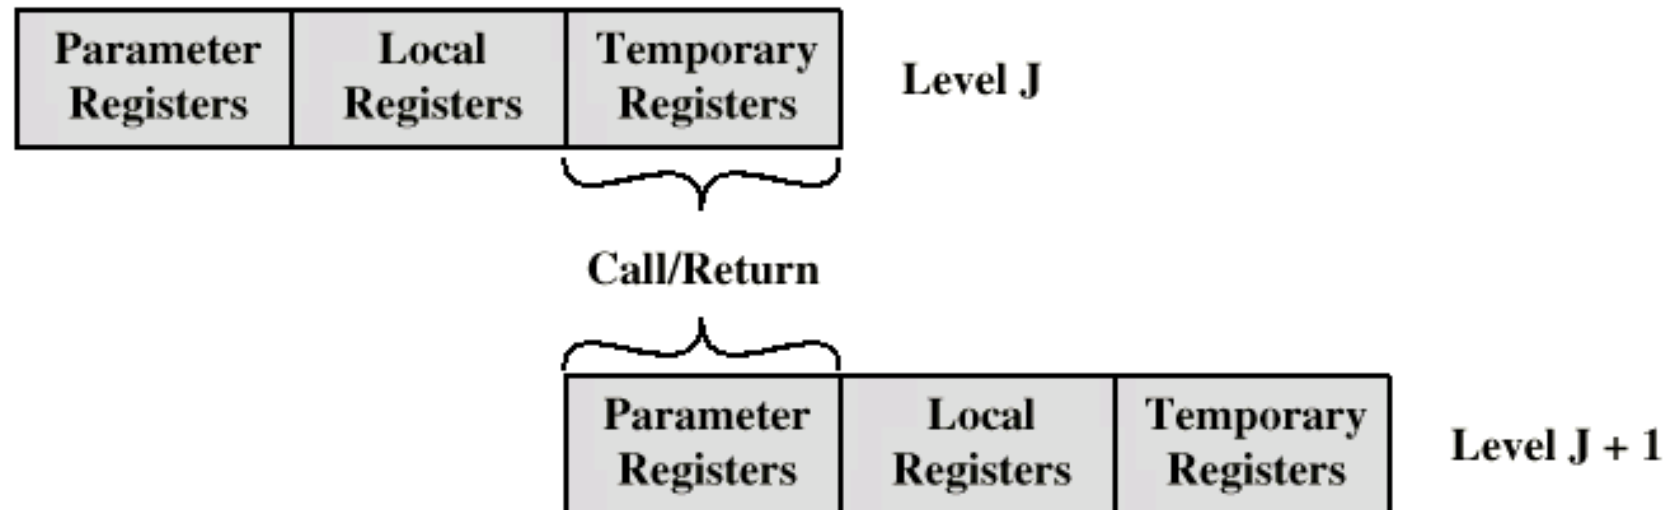 Parameter Registers
Local Registers
Temporary Registers
Level J
Call/Return
Parameter Registers
Local Registers
Temporary Registers
Level J + 1